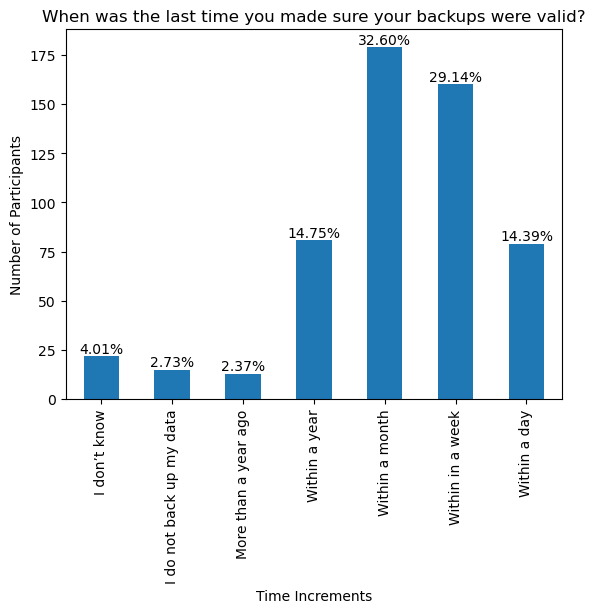 When was the last time you made sure your backups were valid?
Number of Participants
175
150
125
100
75
50
25
0
4.01%
2.73%
2.37%
14.75%
32.60%
29.14%
14.39%
I don’t know
I do not back up my data
More than a year ago
Within a year
Within a month
Within in a week
Within a day
Time Increments